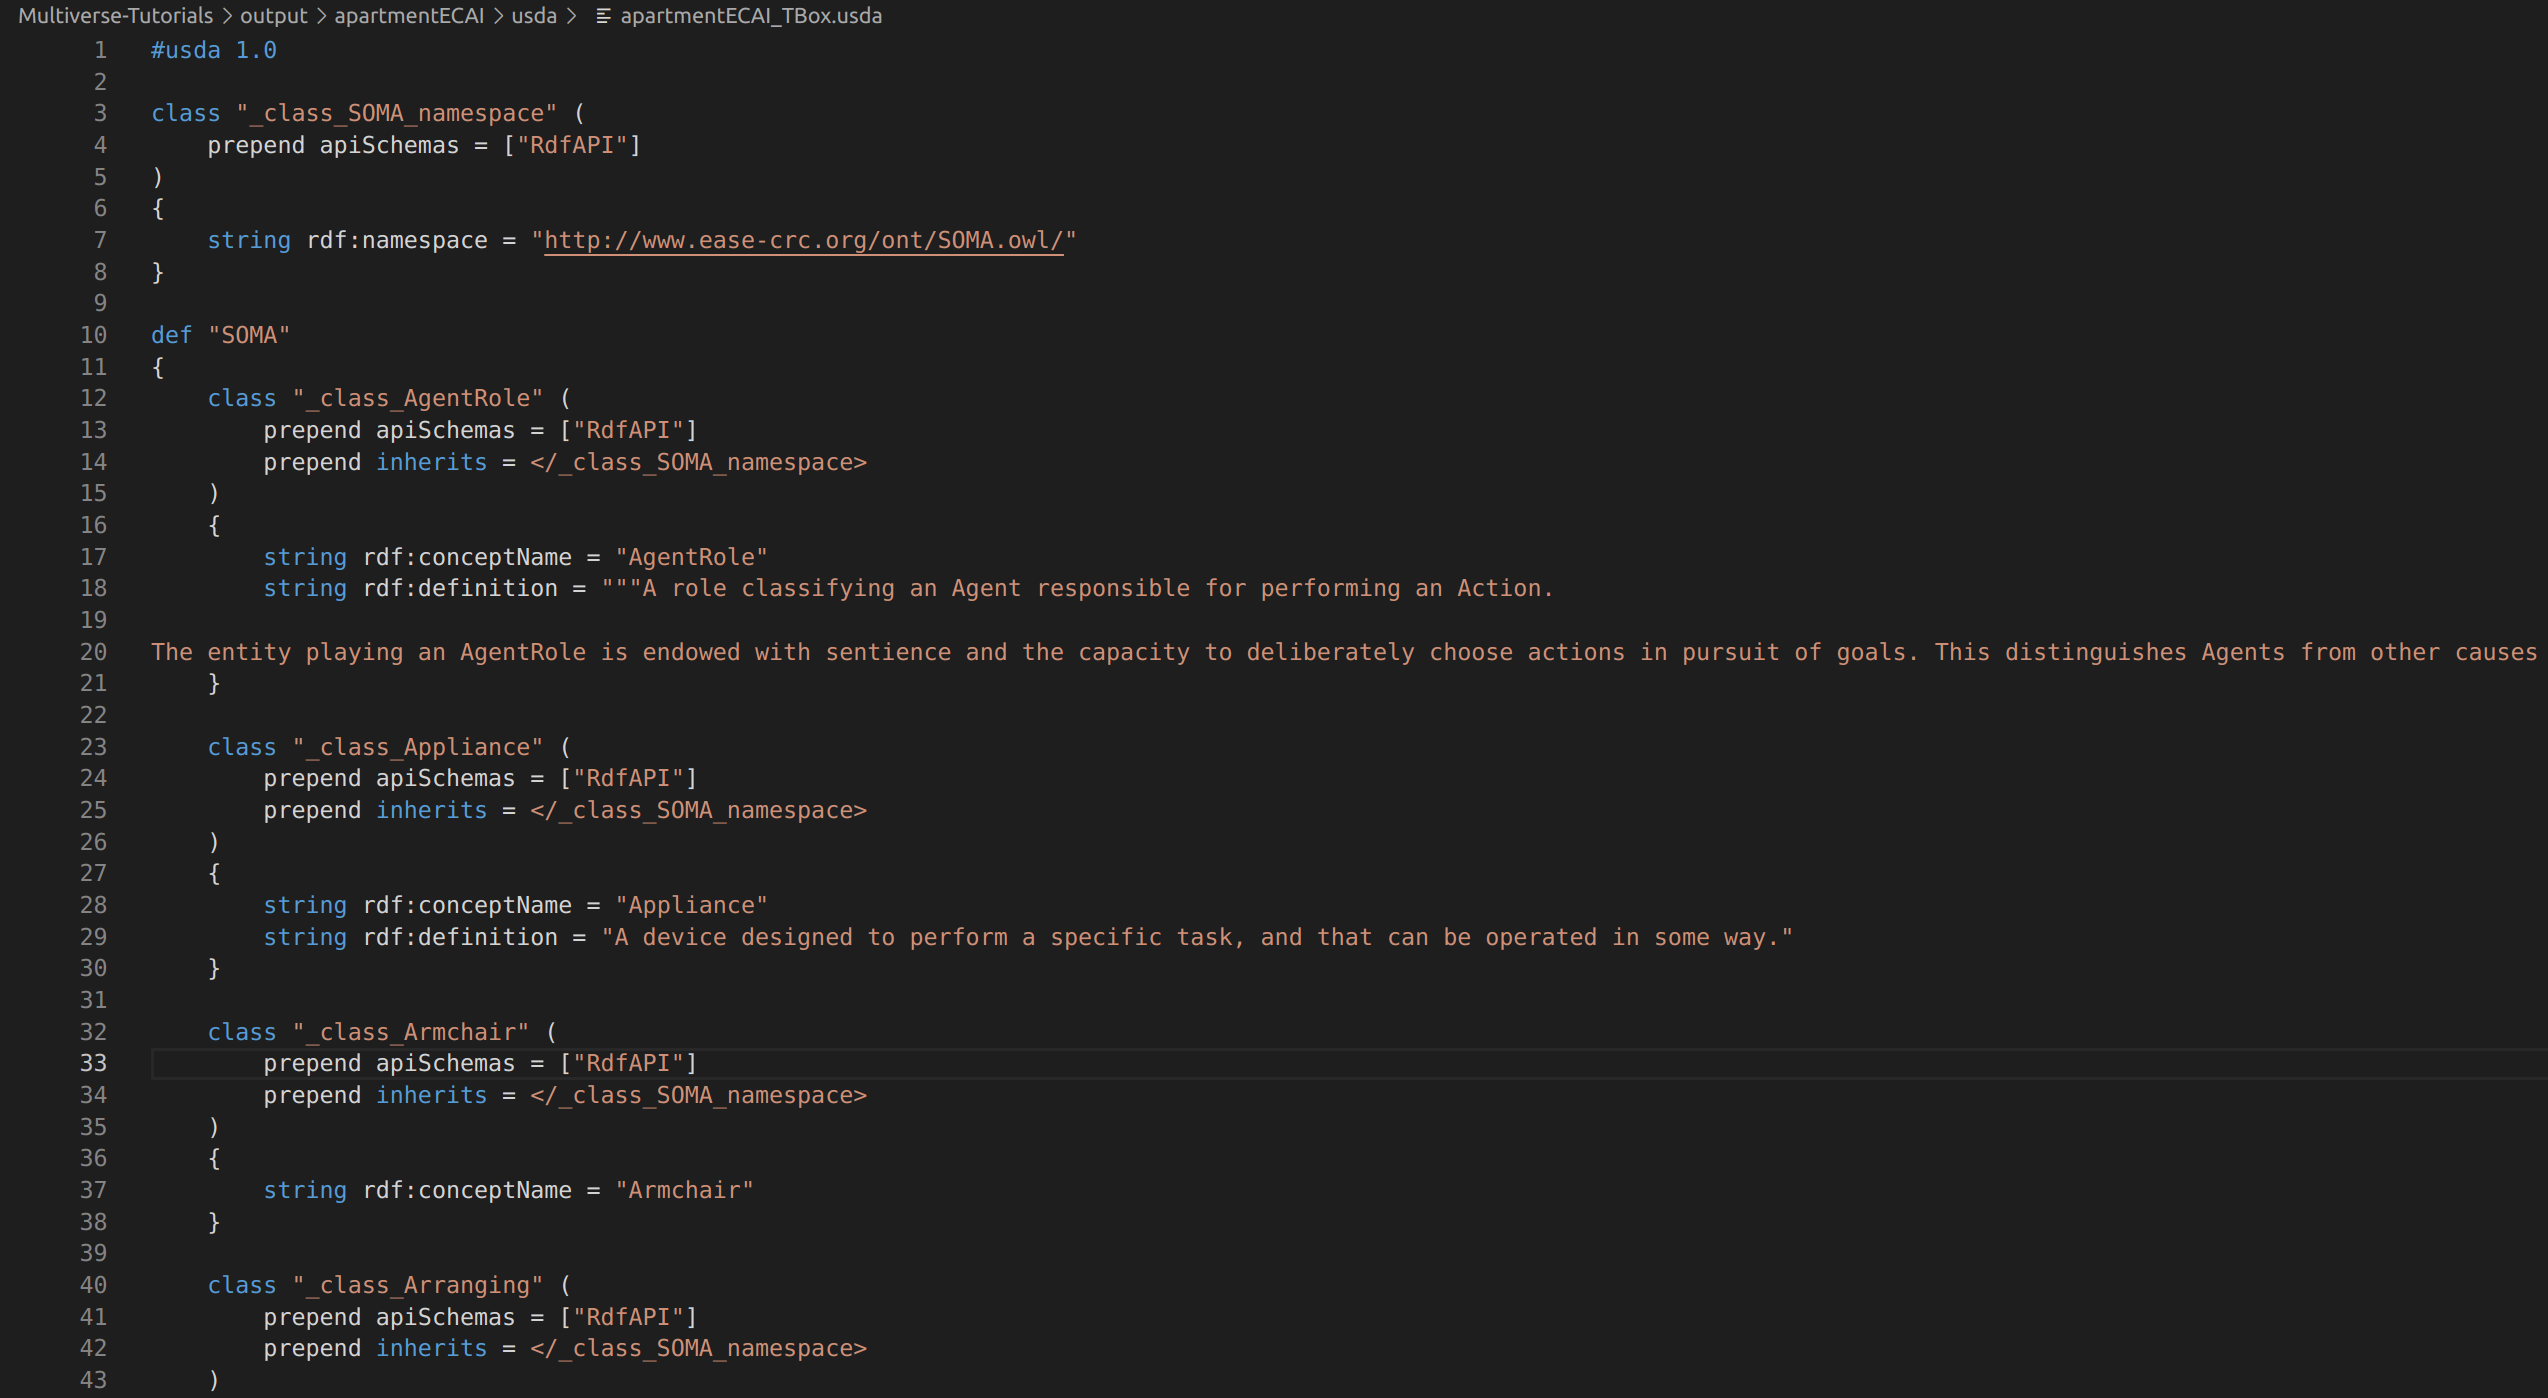 Multiverse-Tutorials > output > apartmentECAI > usda > apartmentECAI_TBox.usda
1 #usda 1.0
2
3 class "_class_SOMA_namespace" (
4     prepend apiSchemas = ["RdfAPI"]
5 )
6 {
7     string rdf:namespace = "http://www.ease-crc.org/ont/SOMA.owl/"
8 }
9
10 def "SOMA"
11 {
12     class "_class_AgentRole" (
13         prepend apiSchemas = ["RdfAPI"]
14         prepend inherits = </_class_SOMA_namespace>
15     )
16     {
17         string rdf:conceptName = "AgentRole"
18         string rdf:definition = """A role classifying an Agent responsible for performing an Action.
19
20 The entity playing an AgentRole is endowed with sentience and the capacity to deliberately choose actions in pursuit of goals. This distinguishes Agents from other causes
21     }
22
23     class "_class_Appliance" (
24         prepend apiSchemas = ["RdfAPI"]
25         prepend inherits = </_class_SOMA_namespace>
26     )
27     {
28         string rdf:conceptName = "Appliance"
29         string rdf:definition = "A device designed to perform a specific task, and that can be operated in some way."
30     }
31
32     class "_class_Armchair" (
33         prepend apiSchemas = ["RdfAPI"]
34         prepend inherits = </_class_SOMA_namespace>
35     )
36     {
37         string rdf:conceptName = "Armchair"
38     }
39
40     class "_class_Arranging" (
41         prepend apiSchemas = ["RdfAPI"]
42         prepend inherits = </_class_SOMA_namespace>
43     )